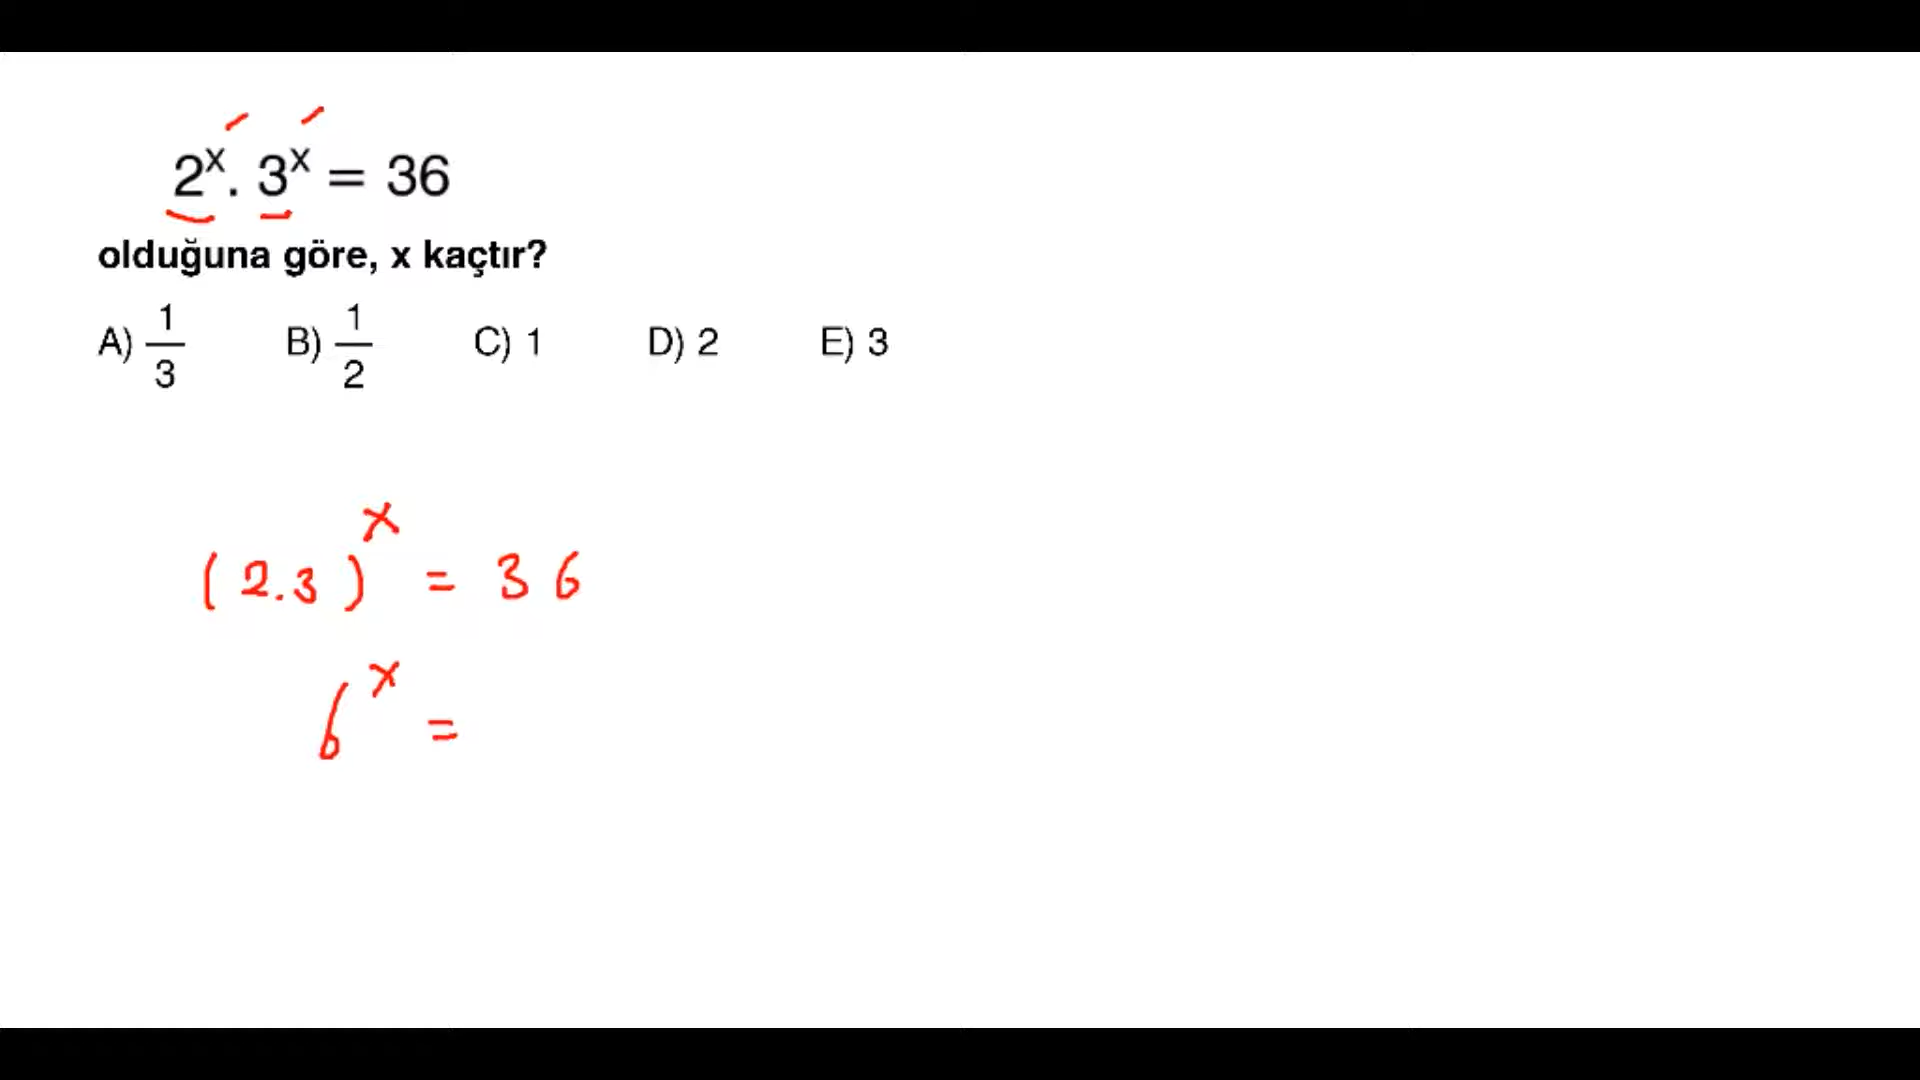 2ˣ. 3ˣ = 36
olduğuna göre, x kaçtır?
A) 1/3 B) 1/2 C) 1 D) 2 E) 3
(2.3)ˣ = 36
6ˣ =